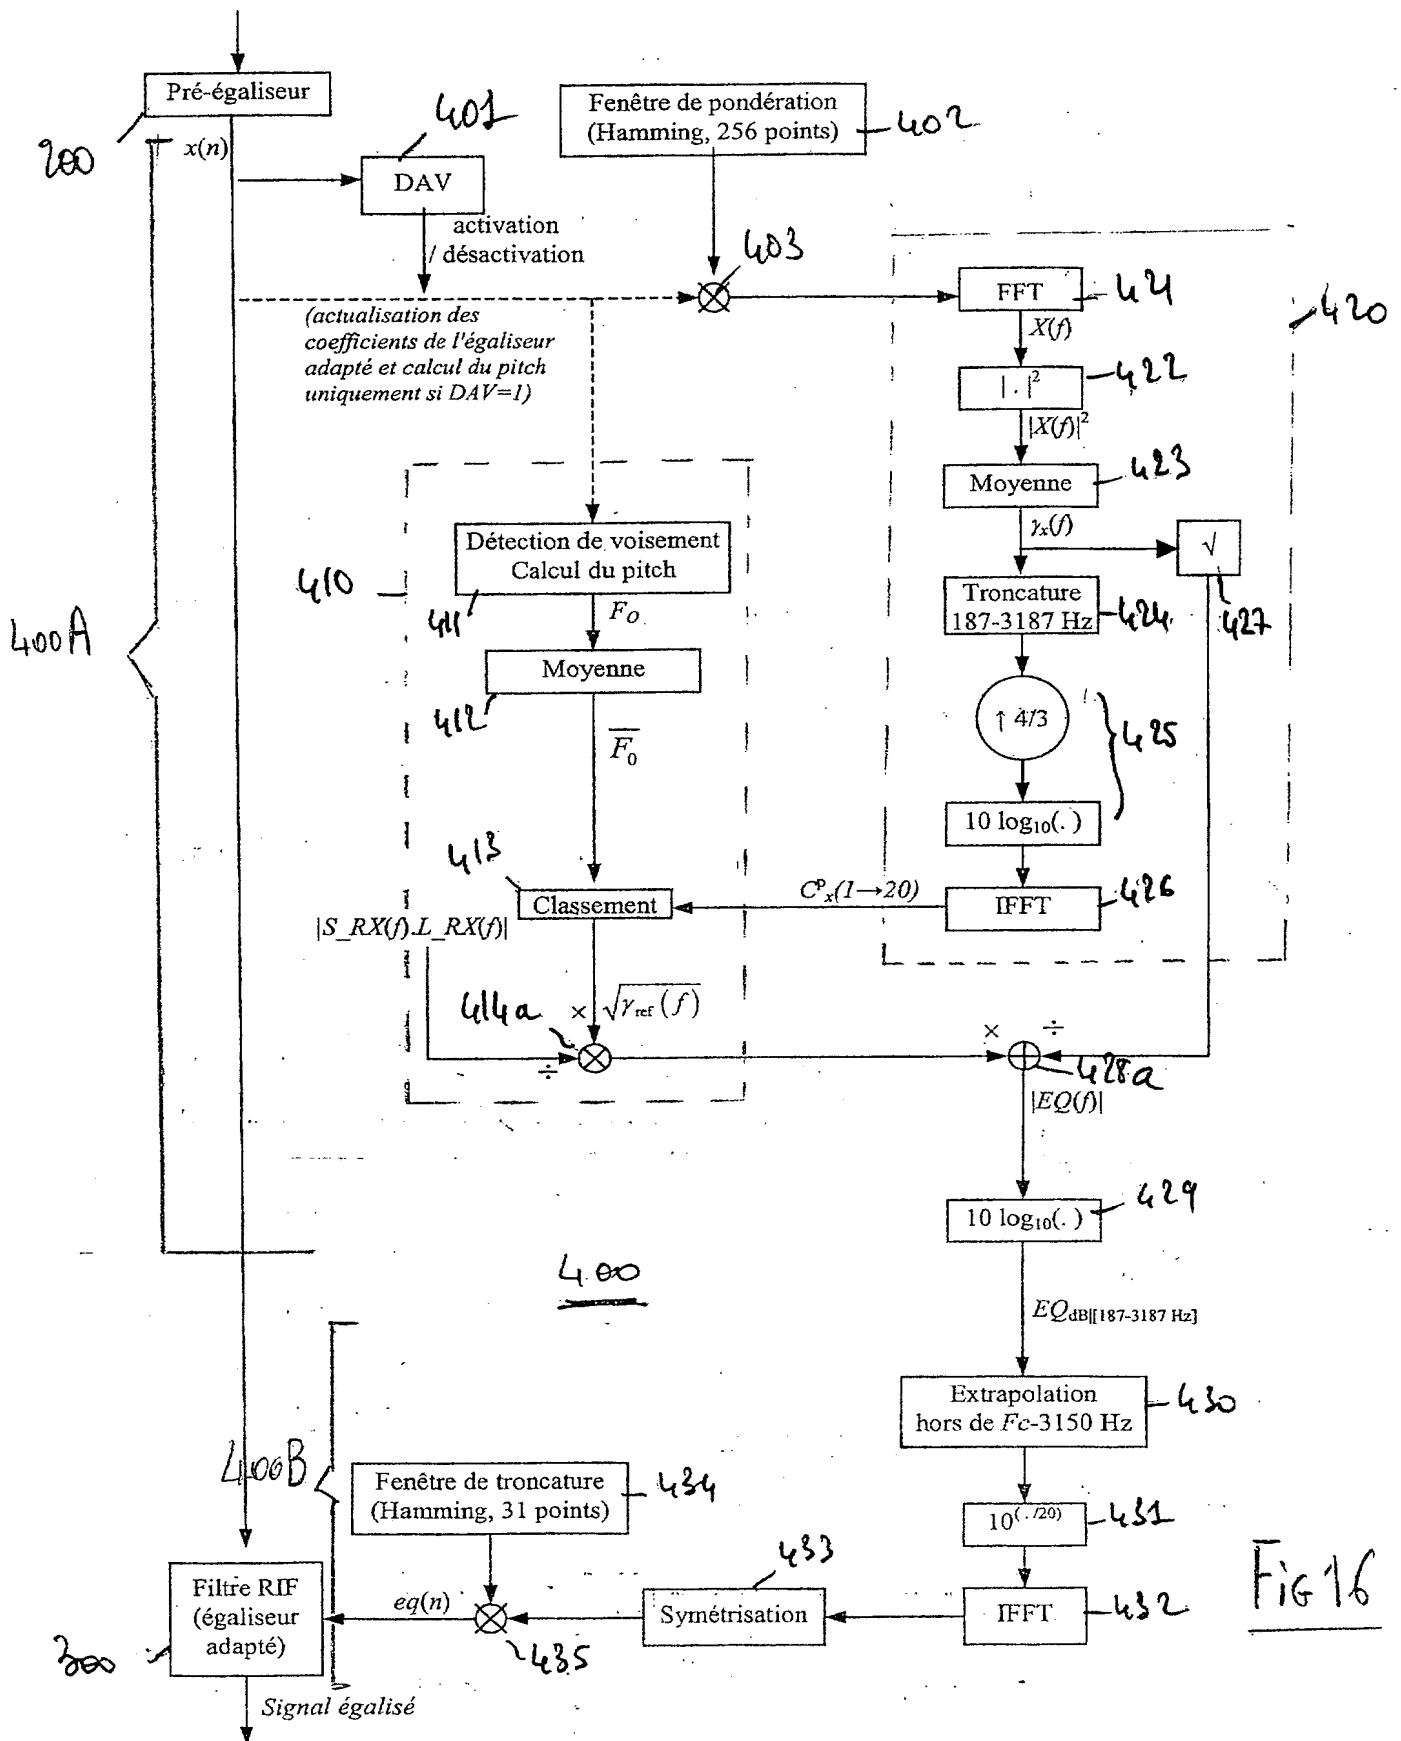 Pré-égaliseur
200
x(n)
401
DAV
activation
/ désactivation
Fenêtre de pondération
(Hamming, 256 points)
402
403
(actualisation des
coefficients de l'égaliseur
adapté et calcul du pitch
uniquement si DAV=1)
FFT
421
420
X(f)
| . |²
422
|X(f)|²
Moyenne
423
γx(f)
√
427
Troncature
187-3187 Hz
424
↑ 4/3
425
10 log₁₀(. )
IFFT
426
Cᵖx(1→20)
400A
410
Détection de voisement
Calcul du pitch
411
FO
Moyenne
412
F̅₀
413
Classement
|S_RX(f).L_RX(f)|
414a
×
√γref (f)
÷
×
÷
428a
|EQ(f)|
10 log₁₀(. )
429
400
EQdB|[187-3187 Hz]
Extrapolation
hors de Fc-3150 Hz
430
10^(. /20)
431
IFFT
432
433
Symétrisation
400B
Fenêtre de troncature
(Hamming, 31 points)
434
435
eq(n)
Filtre RIF
(égaliseur
adapté)
300
Signal égalisé
Fig 16